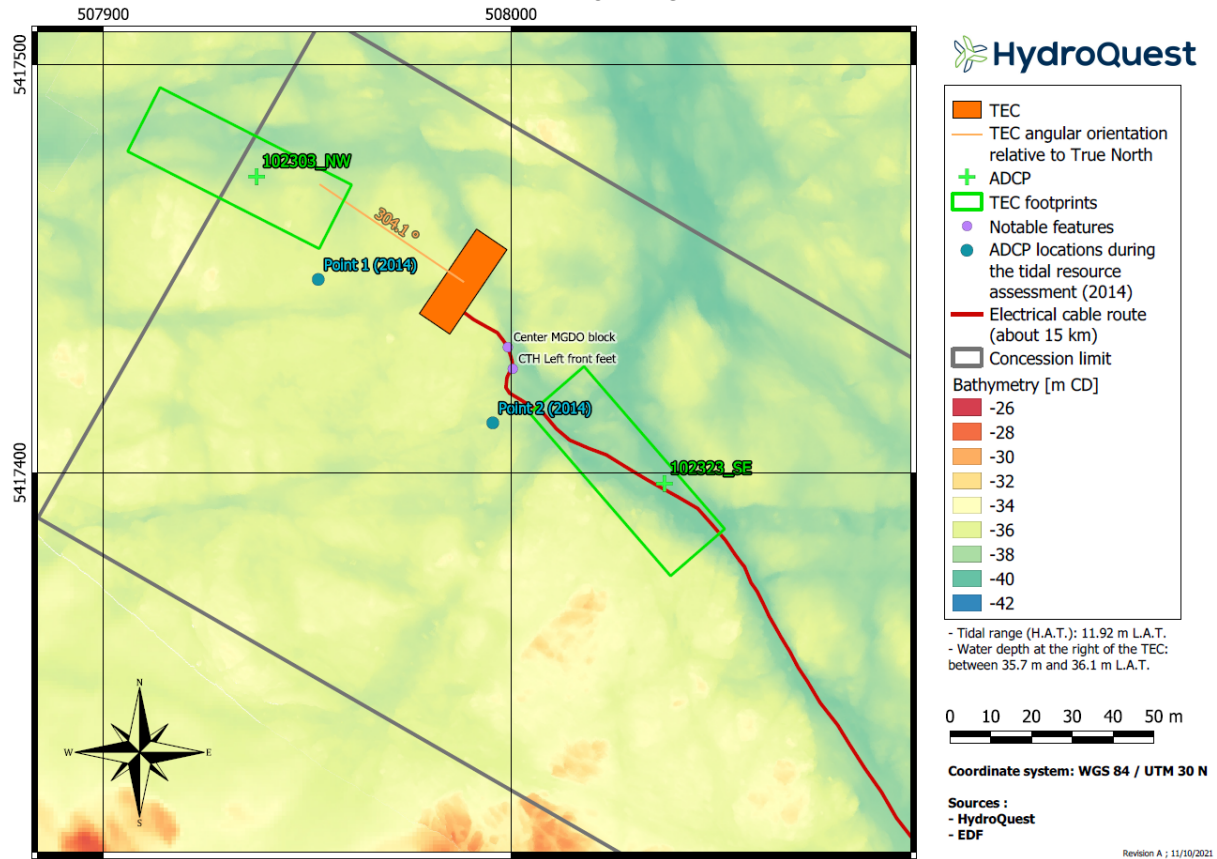 507900
508000
5417500
5417400
102303_NW
304.1 °
Point 1 (2014)
Center MGDO block
CTH Left front feet
Point 2 (2014)
102323_SE
N
W
E
S
HydroQuest
TEC
TEC angular orientation
relative to True North
ADCP
TEC footprints
Notable features
ADCP locations during
the tidal resource
assessment (2014)
Electrical cable route
(about 15 km)
Concession limit
Bathymetry [m CD]
-26
-28
-30
-32
-34
-36
-38
-40
-42
- Tidal range (H.A.T.): 11.92 m L.A.T.
- Water depth at the right of the TEC:
between 35.7 m and 36.1 m L.A.T.
0 10 20 30 40 50 m
Coordinate system: WGS 84 / UTM 30 N
Sources :
- HydroQuest
- EDF
Revision A ; 11/10/2021